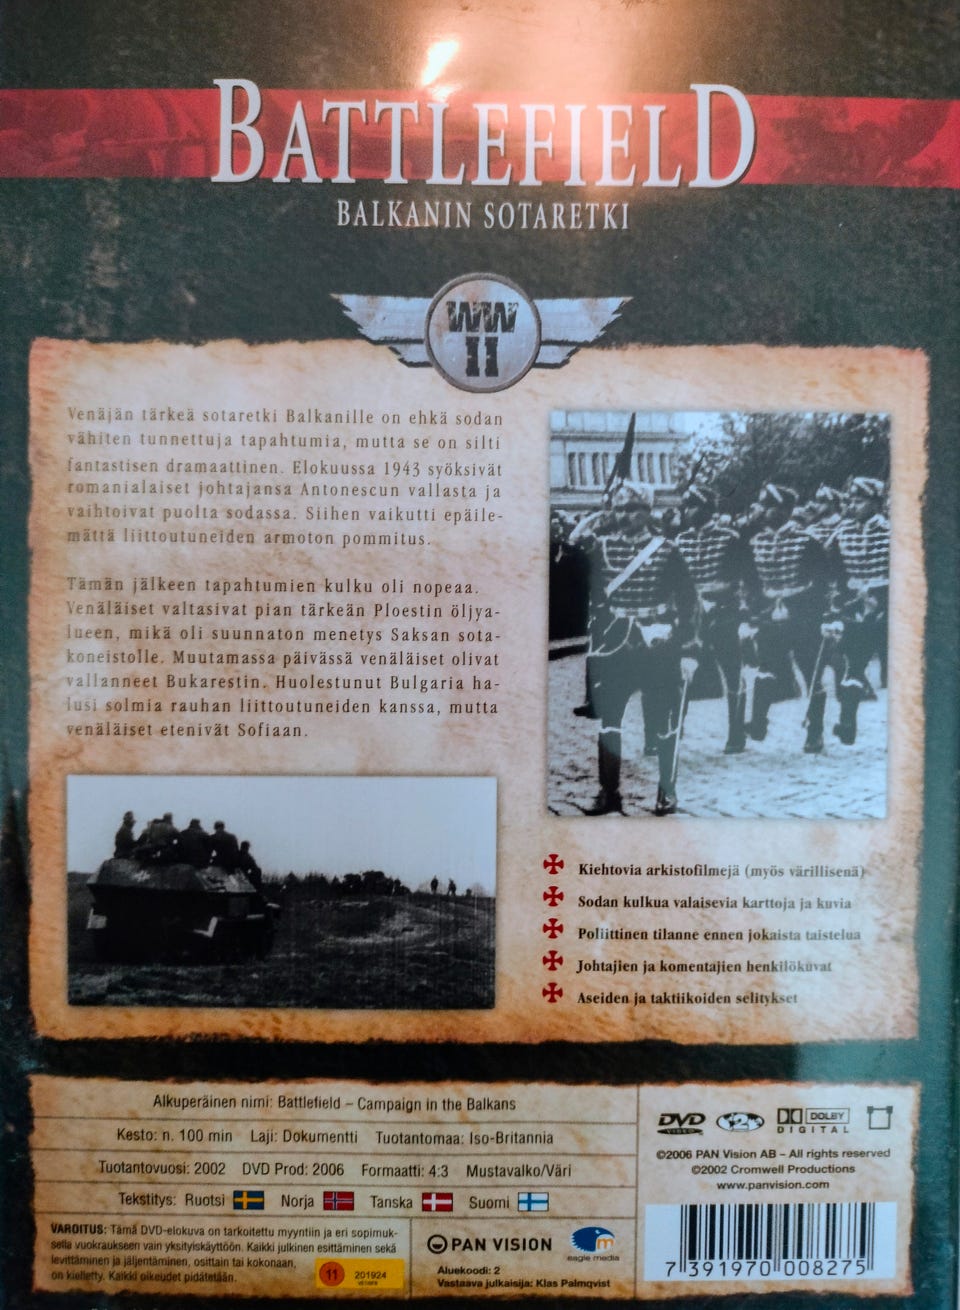 BATTLEFIELD
BALKANIN SOTARETKI
WW
II
Venäjän tärkeä sotaretki Balkanille on ehkä sodan
vähiten tunnettuja tapahtumia, mutta se on silti
fantastisen dramaattinen. Elokuussa 1943 syöksivät
romanialaiset johtajansa Antonescun vallasta ja
vaihtoivat puolta sodassa. Siihen vaikutti epäile-
mättä liittoutuneiden armoton pommitus.
Tämän jälkeen tapahtumien kulku oli nopeaa.
Venäläiset valtasivat pian tärkeän Ploestin öljya-
lueen, mikä oli suunnaton menetys Saksan sota-
koneistolle. Muutamassa päivässä venäläiset olivat
vallanneet Bukarestin. Huolestunut Bulgaria ha-
lusi solmia rauhan liittoutuneiden kanssa, mutta
venäläiset etenivät Sofiaan.
Kiehtovia arkistofilmejä (myös värillisenä)
Sodan kulkua valaisevia karttoja ja kuvia
Poliittinen tilanne ennen jokaista taistelua
Johtajien ja komentajien henkilökuvat
Aseiden ja taktiikoiden selitykset
Alkuperäinen nimi: Battlefield – Campaign in the Balkans
Kesto: n. 100 min Laji: Dokumentti Tuotantomaa: Iso-Britannia
Tuotantovuosi: 2002 DVD Prod: 2006 Formaatti: 4:3 Mustavalko/Väri
Tekstitys: Ruotsi Norja Tanska Suomi
VAROITUS: Tämä DVD-elokuva on tarkoitettu myyntiin ja eri sopimuk-
sella vuokraukseen vain yksityiskäyttöön. Kaikki julkinen esittäminen sekä
levittäminen ja jäljentäminen, osittain tai kokonaan,
on kielletty. Kaikki oikeudet pidätetään.
11 201924
PAN VISION
eagle media
Aluekoodi: 2
Vastaava julkaisija: Klas Palmqvist
DVD VIDEO 2 DOLBY DIGITAL
©2006 PAN Vision AB – All rights reserved
©2002 Cromwell Productions
www.panvision.com
7 391970 008275